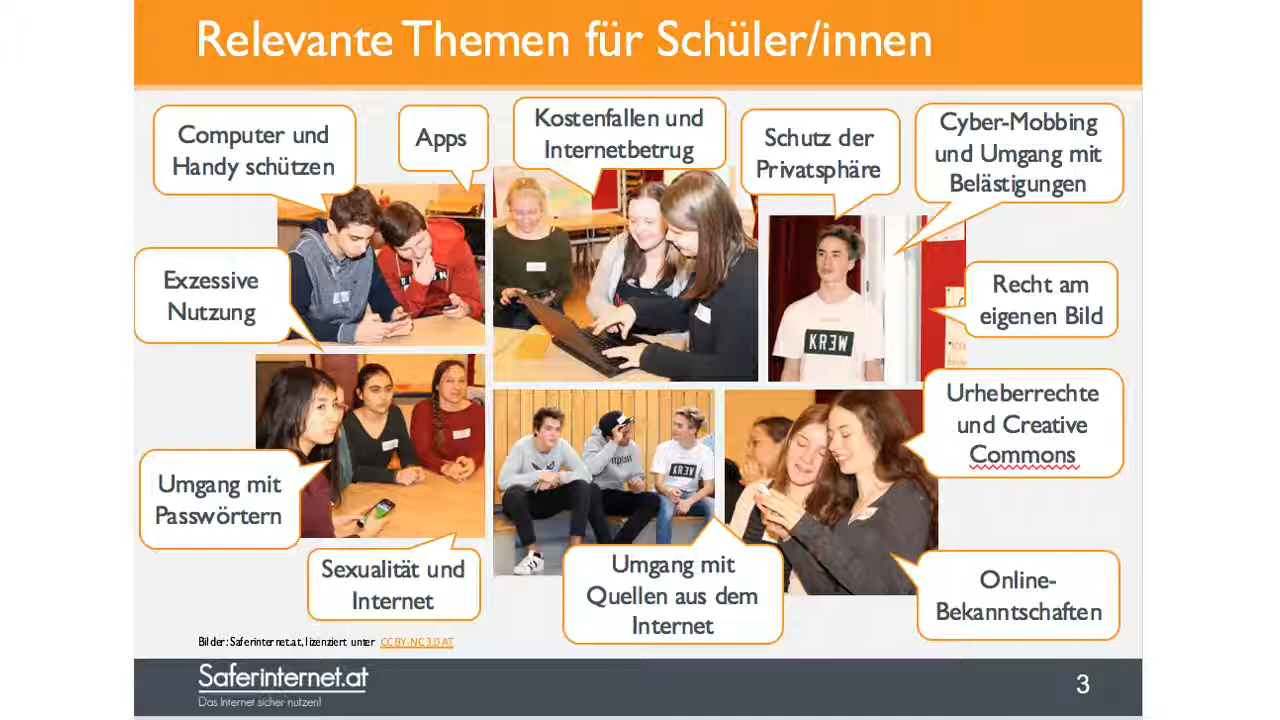 Relevante Themen für Schüler/innen
Computer und
Handy schützen
Apps
Kostenfallen und
Internetbetrug
Schutz der
Privatsphäre
Cyber-Mobbing
und Umgang mit
Belästigungen
Exzessive
Nutzung
Recht am
eigenen Bild
KR3W
Urheberrechte
und Creative
Commons
KR3W
Umgang mit
Passwörtern
Sexualität und
Internet
Umgang mit
Quellen aus dem
Internet
Online-
Bekanntschaften
Bilder: Saferinternet.at, lizenziert unter CC BY-NC 3.0 AT
Saferinternet.at
Das Internet sicher nutzen!
3